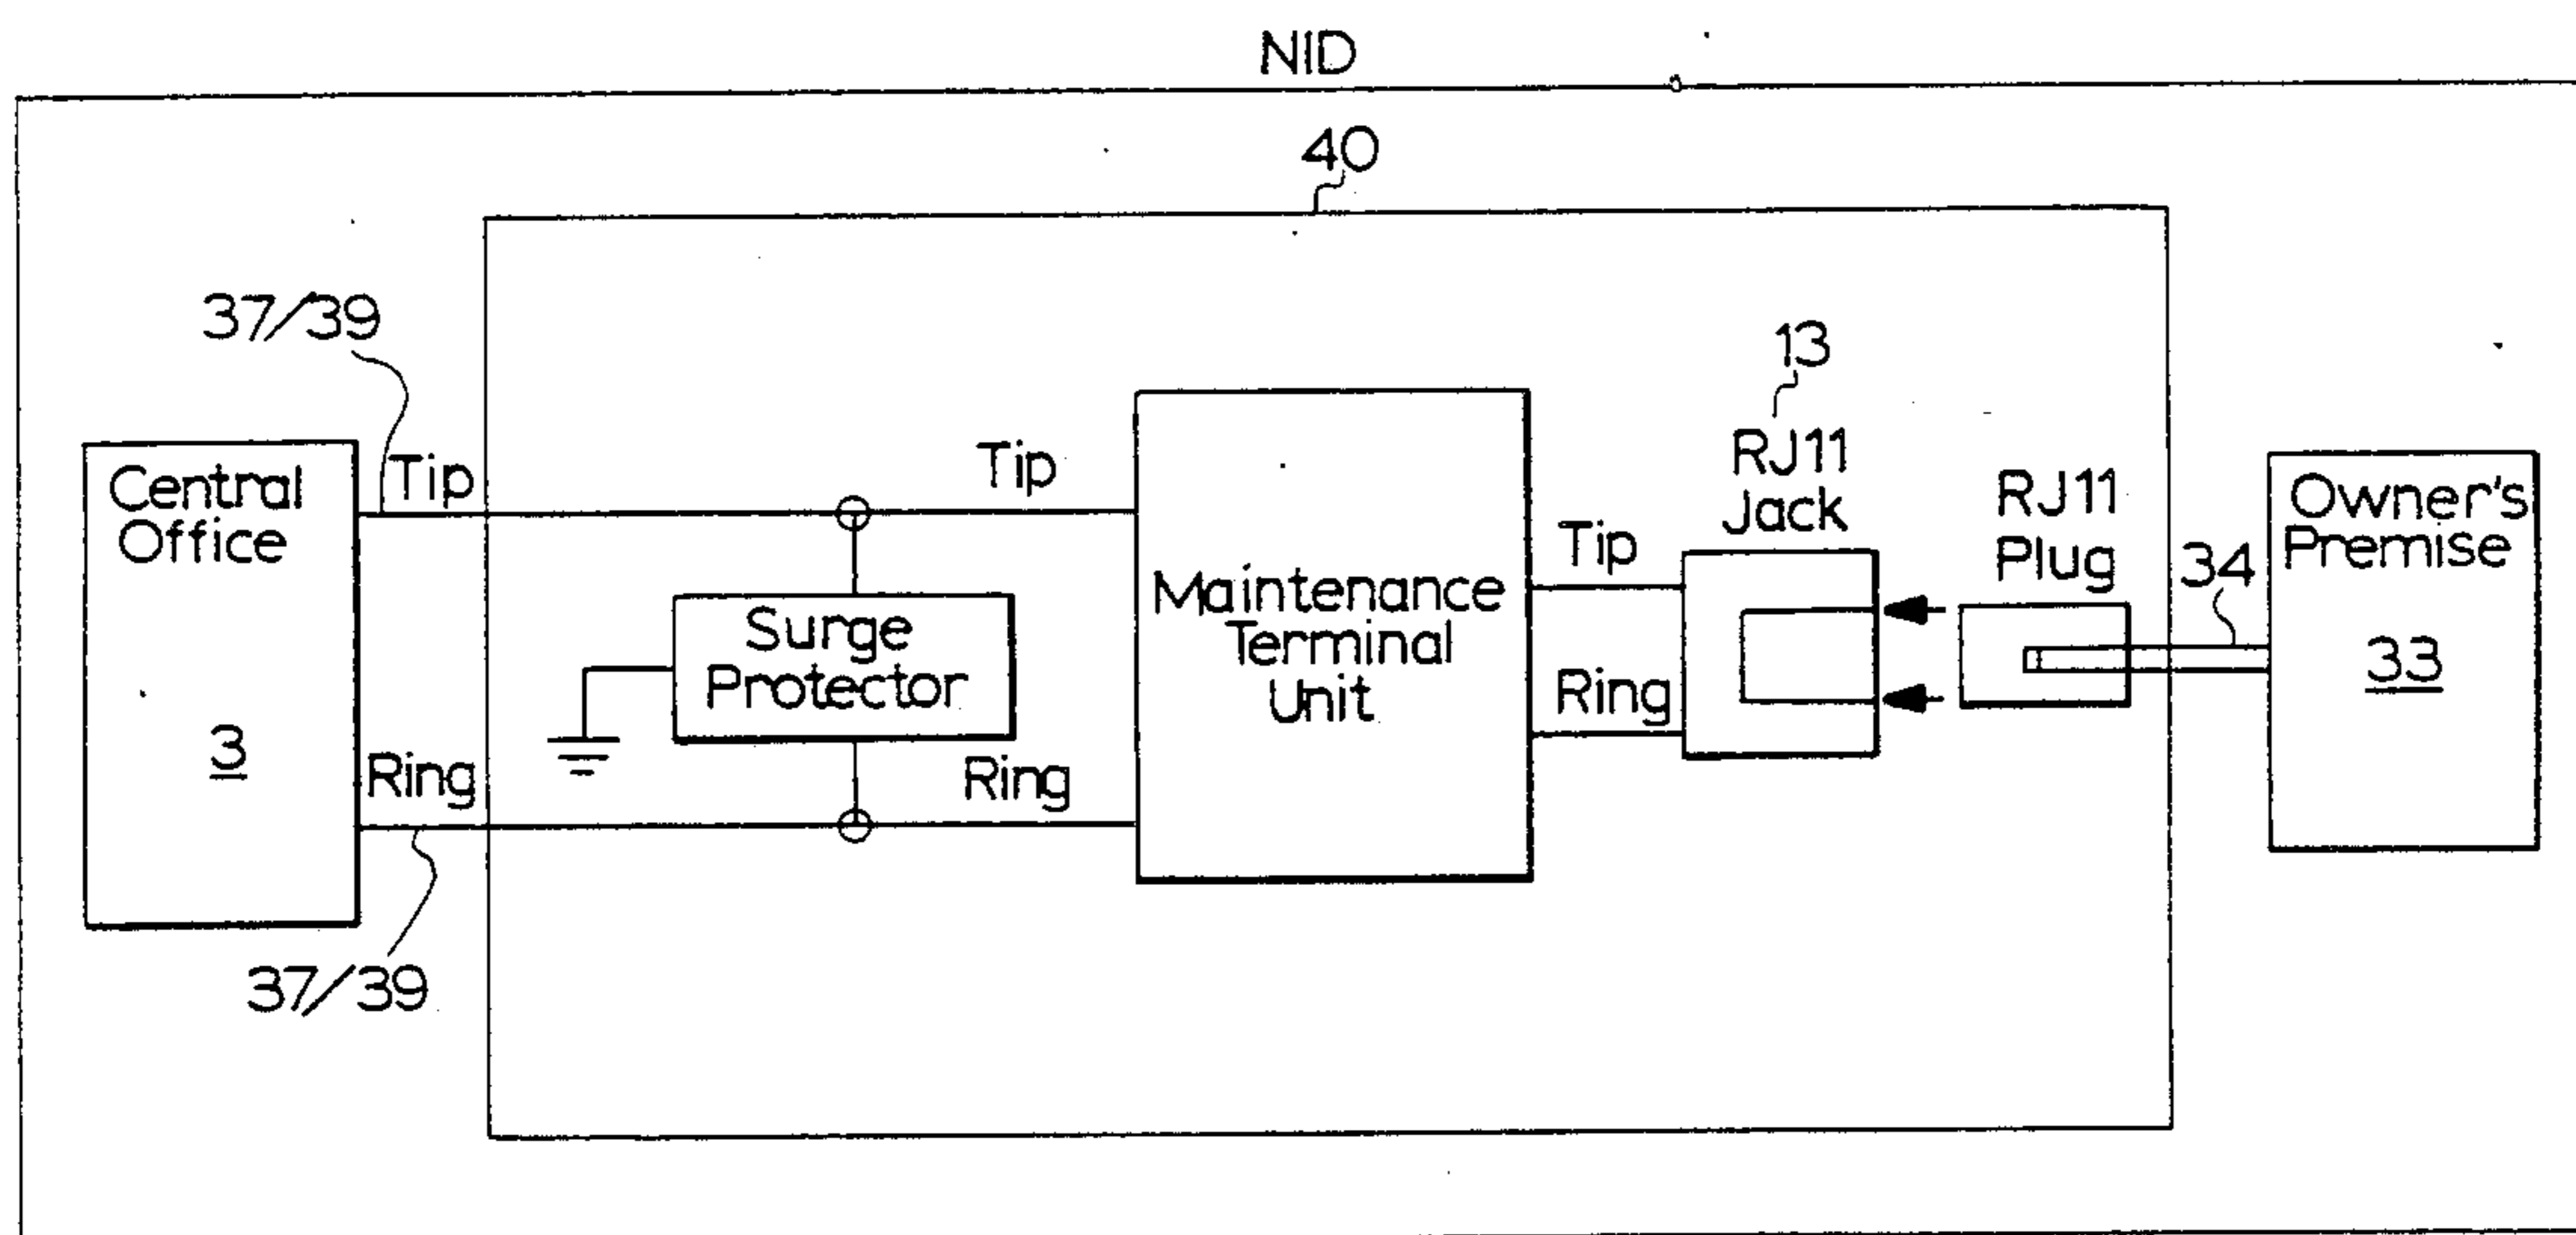 NID
40
37/39
13
Central
Office
3
Tip
Tip
Surge
Protector
Ring
Ring
37/39
Maintenance
Terminal
Unit
Tip
Ring
RJ11
Jack
RJ11
Plug
34
Owner's
Premise
33